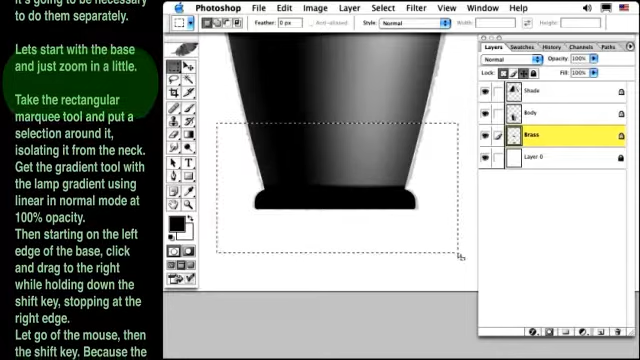 it's going to be necessary
to do them separately.
Lets start with the base
and just zoom in a little.
Take the rectangular
marquee tool and put a
selection around it,
isolating it from the neck.
Get the gradient tool with
the lamp gradient using
linear in normal mode at
100% opacity.
Then starting on the left
edge of the base, click
and drag to the right
while holding down the
shift key, stopping at the
right edge.
Let go of the mouse, then
the shift key. Because the
Photoshop File Edit Image Layer Select Filter View Window Help
Feather: 0 px Anti-aliased Style: Normal Width: Height:
Layers Swatches History Channels Paths
Normal Opacity: 100%
Lock: Fill: 100%
Shade
Body
Brass
Layer 0